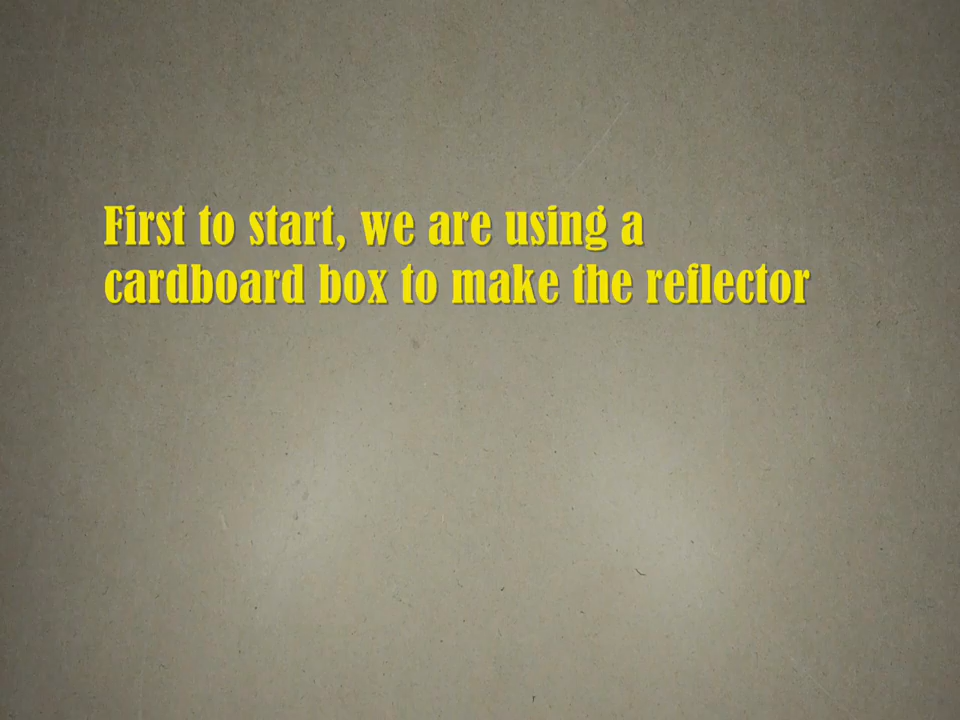 First to start, we are using a
cardboard box to make the reflector